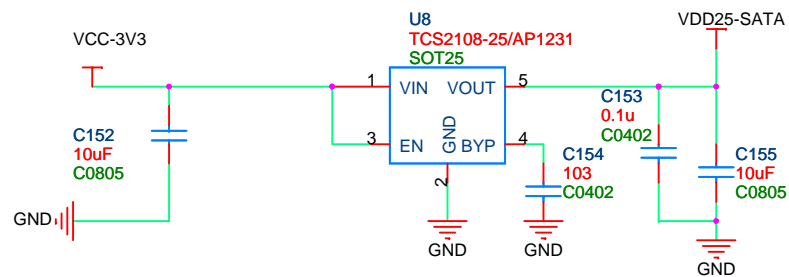 U8
VCC-3V3
TCS2108-25/AP1231
VDD25-SATA
SOT25
1
VIN
VOUT
5
C152
10uF
C0805
3
EN
GND
BYP
4
2
C153
0.1u
C0402
C154
103
C0402
C155
10uF
C0805
GND
GND
GND
GND